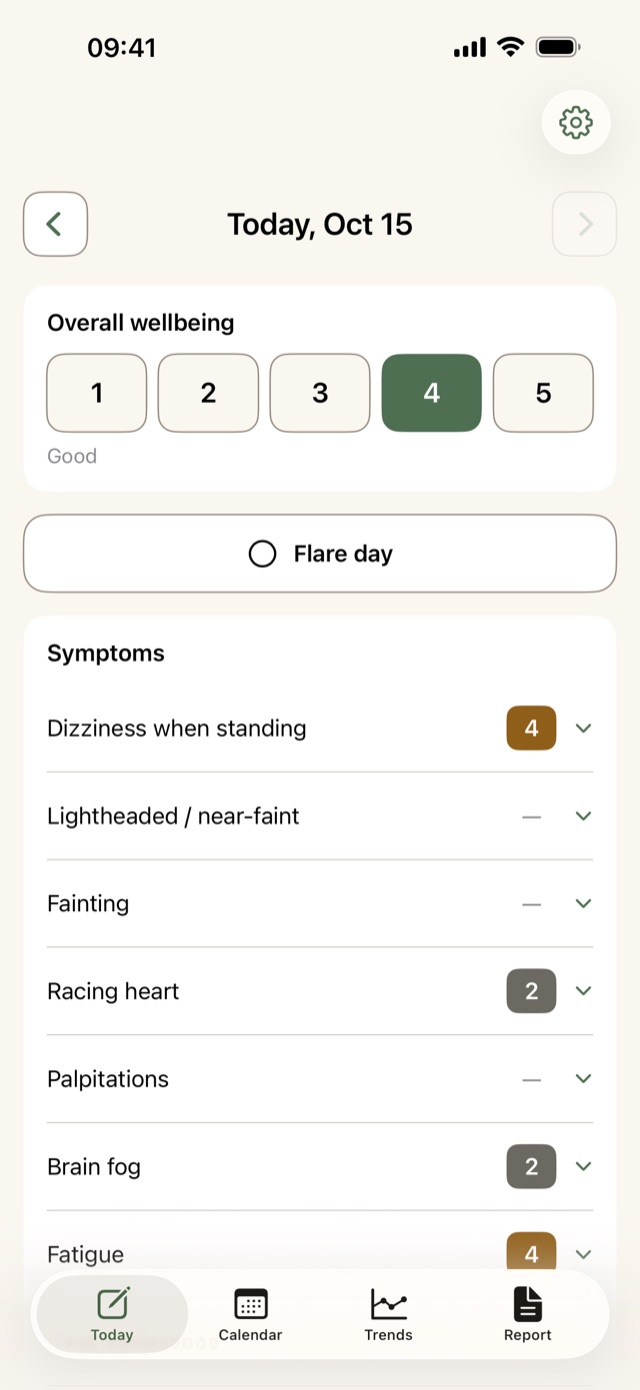 09:41
Today, Oct 15
Overall wellbeing
1 2 3 4 5
Good
Flare day
Symptoms
Dizziness when standing 4
Lightheaded / near-faint —
Fainting —
Racing heart 2
Palpitations —
Brain fog 2
Fatigue 4
Today Calendar Trends Report